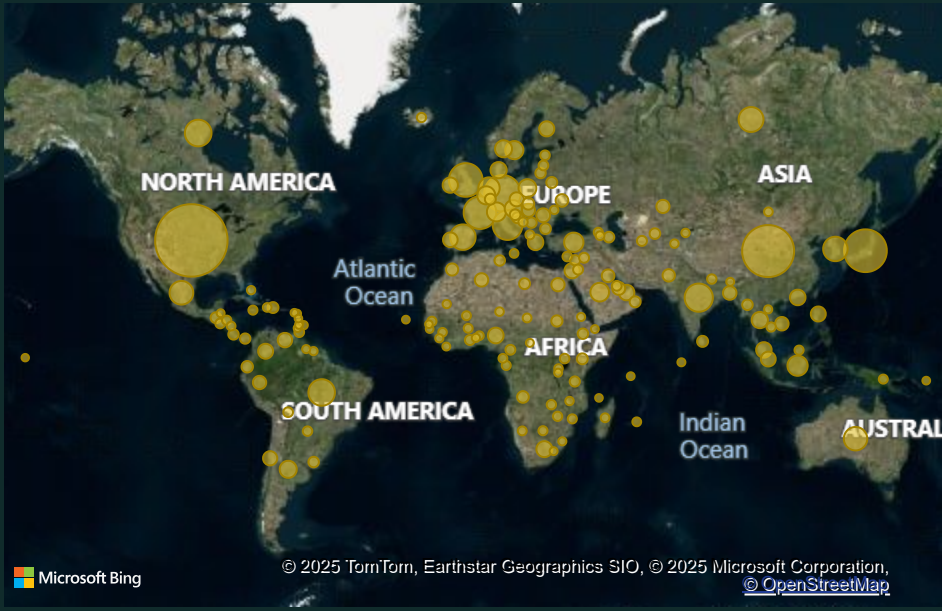 NORTH AMERICA
ASIA
EUROPE
Atlantic
Ocean
AFRICA
SOUTH AMERICA
Indian
Ocean
AUSTRAL
Microsoft Bing
© 2025 TomTom, Earthstar Geographics SIO, © 2025 Microsoft Corporation,
© OpenStreetMap